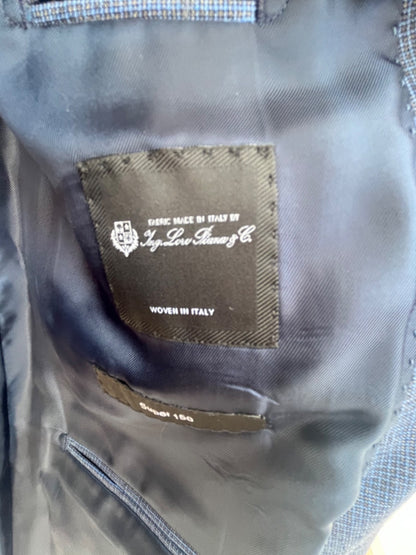 FABRIC MADE IN ITALY BY
Ing. Loro Piana & C.
WOVEN IN ITALY
Super 150